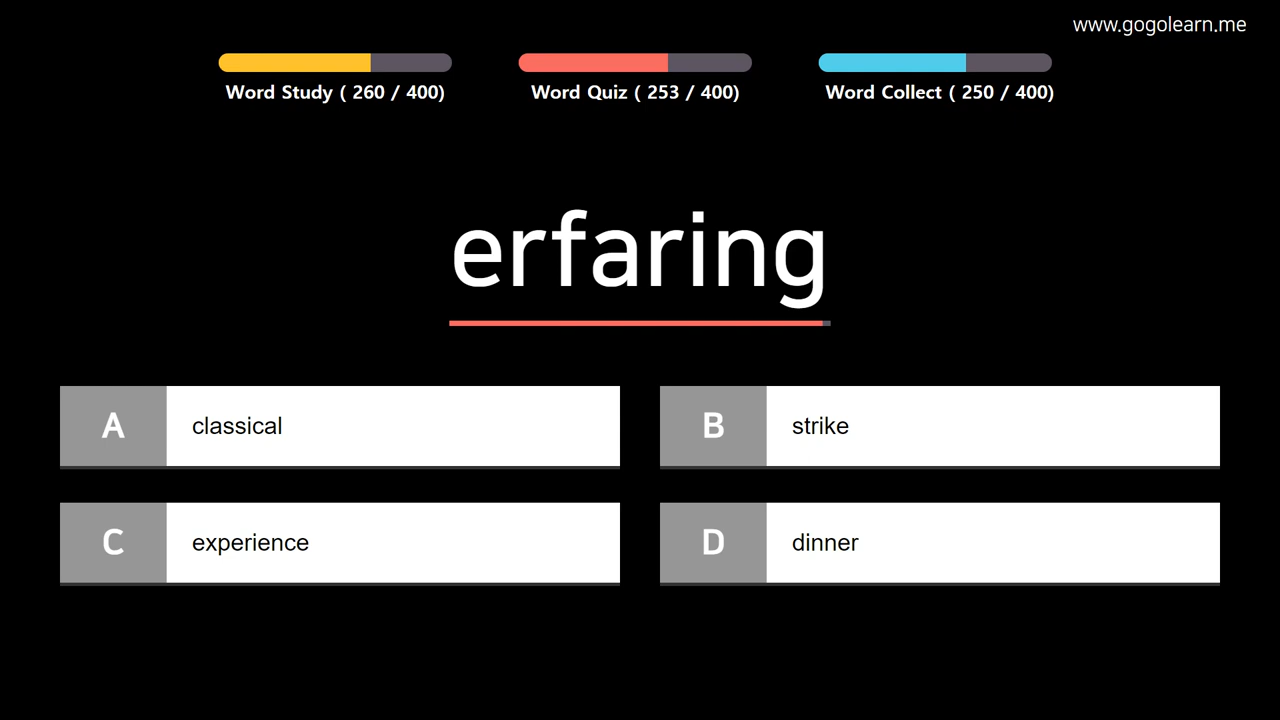 www.gogolearn.me
Word Study ( 260 / 400)
Word Quiz ( 253 / 400)
Word Collect ( 250 / 400)
erfaring
A classical
B strike
C experience
D dinner